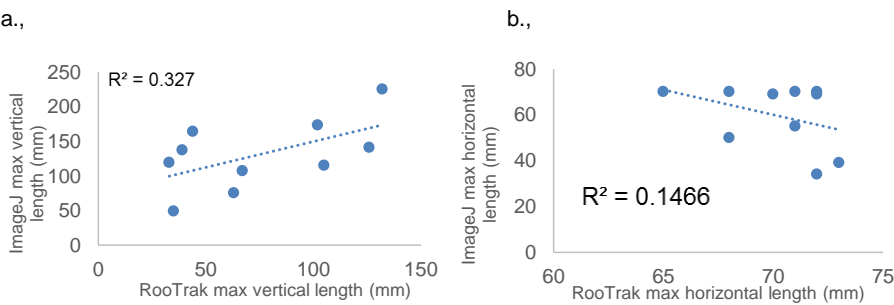 a.,
b.,
R² = 0.327
250
200
150
100
50
0
0
50
100
150
ImageJ max vertical
length (mm)
RooTrak max vertical length (mm)
80
60
40
20
0
60
65
70
75
ImageJ max horizontal
length (mm)
R² = 0.1466
RooTrak max horizontal length (mm)